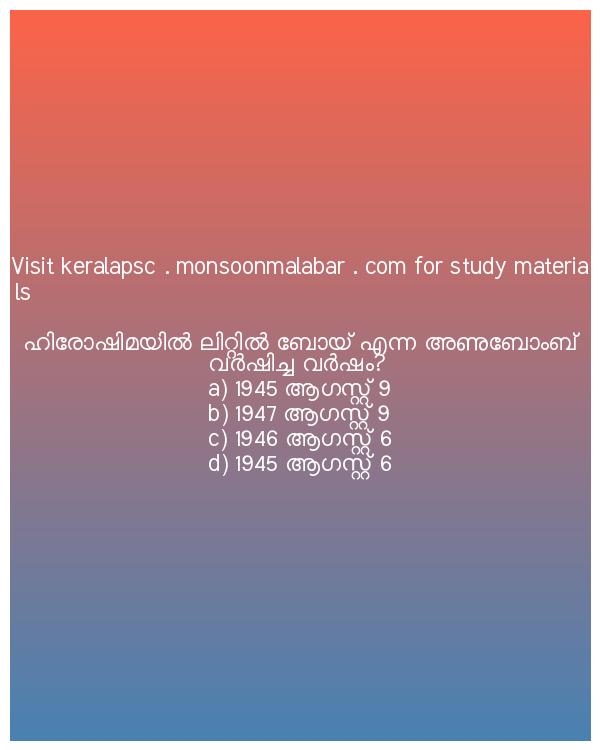 Visit keralapsc . monsoonmalabar . com for study materia
ls
ഹിരോഷിമയിൽ ലിറ്റിൽ ബോയ് എന്ന അണുബോംബ്
വർഷിച്ച വർഷം?
a) 1945 ആഗസ്റ്റ് 9
b) 1947 ആഗസ്റ്റ് 9
c) 1946 ആഗസ്റ്റ് 6
d) 1945 ആഗസ്റ്റ് 6